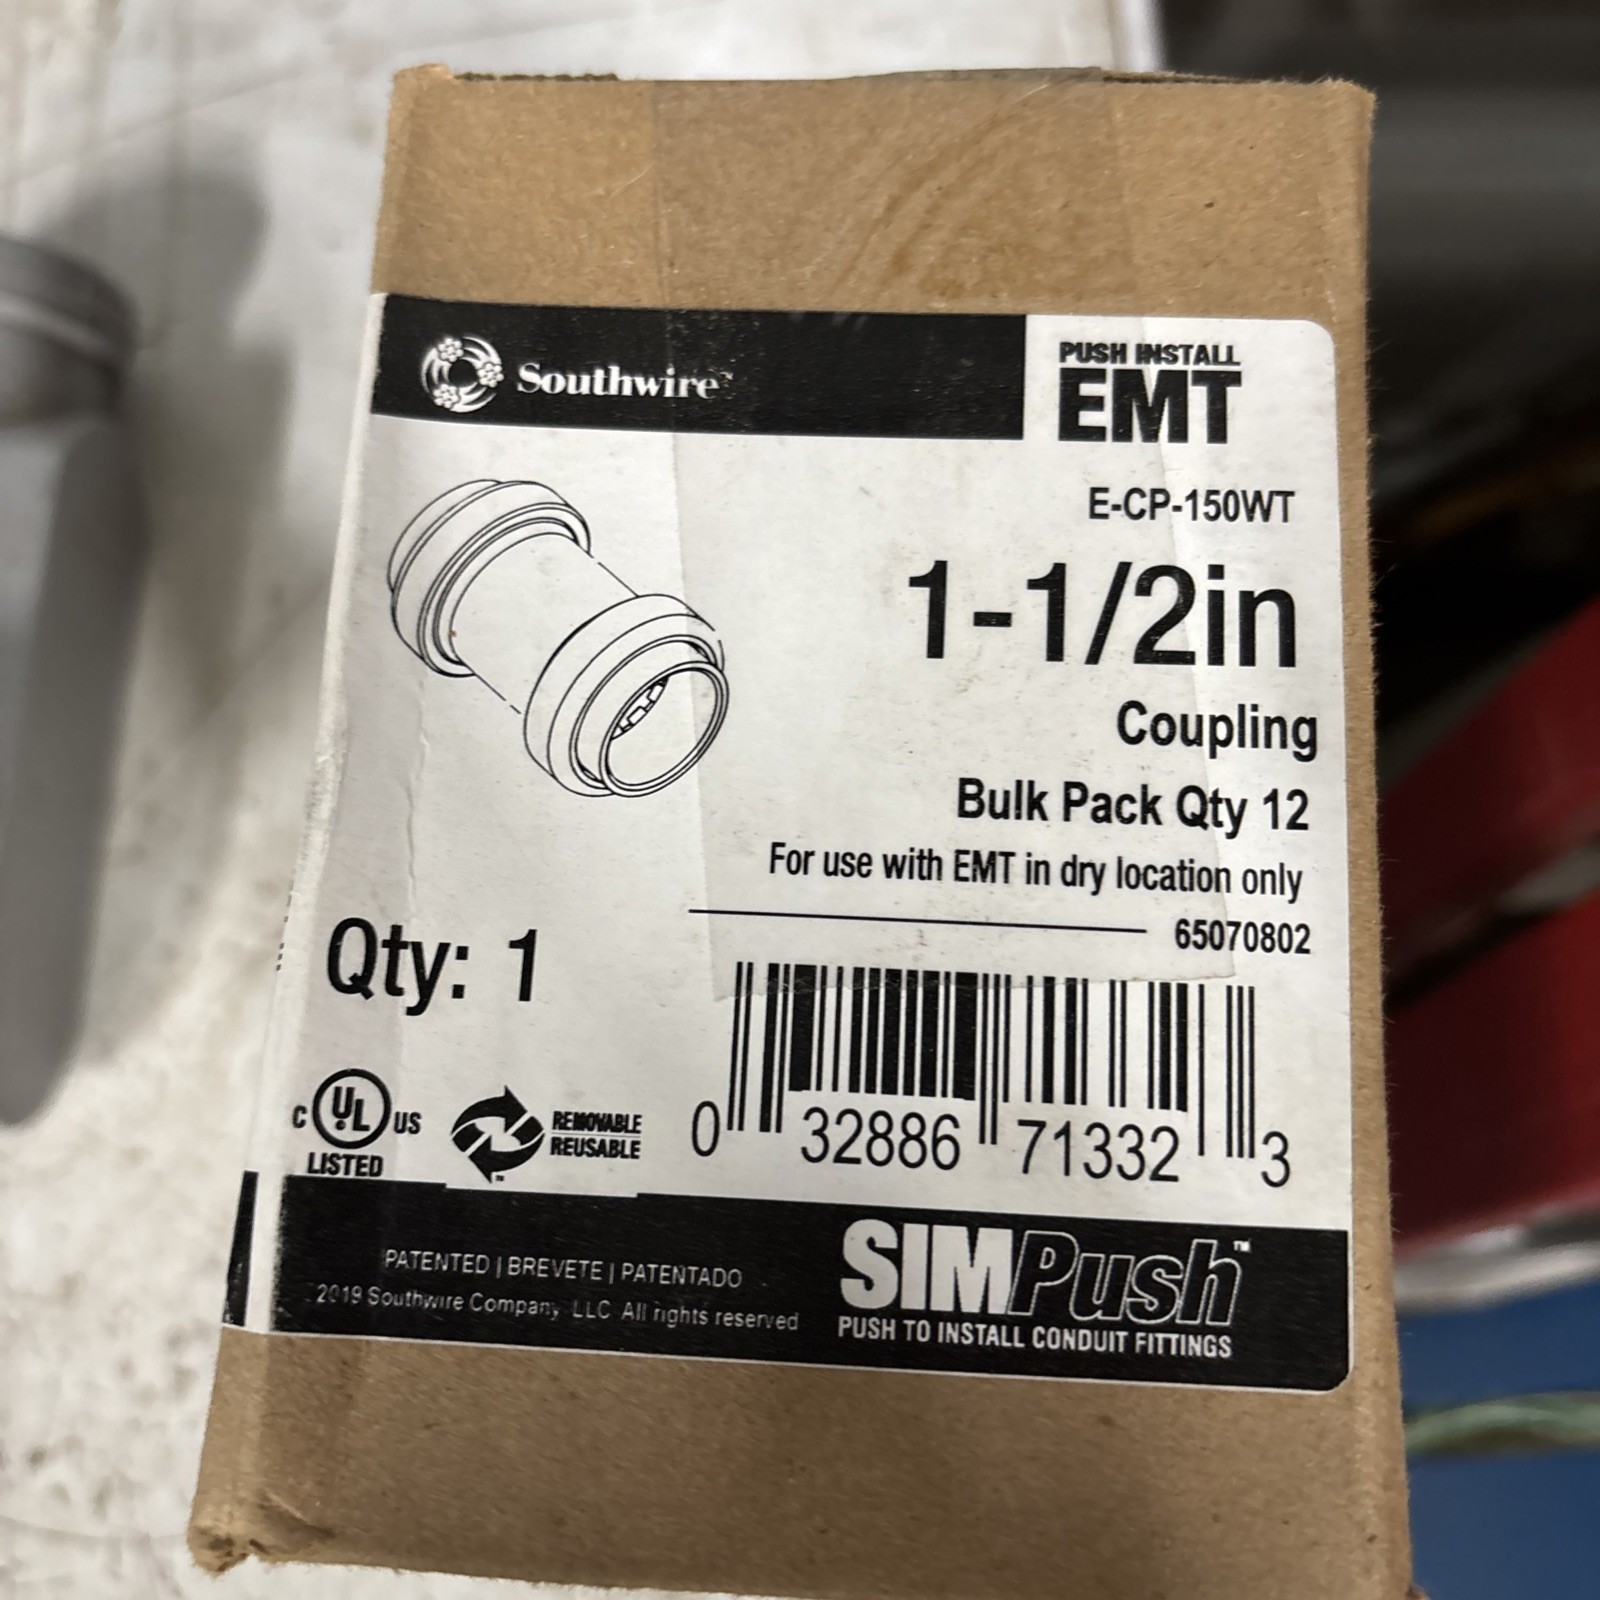 Southwire™
PUSH INSTALL
EMT
E-CP-150WT
1-1/2in
Coupling
Bulk Pack Qty 12
For use with EMT in dry location only
65070802
Qty: 1
0 32886 71332 3
C UL US
LISTED
REMOVABLE
REUSABLE
PATENTED | BREVETE | PATENTADO
2019 Southwire Company, LLC All rights reserved
SIMPush™
PUSH TO INSTALL CONDUIT FITTINGS